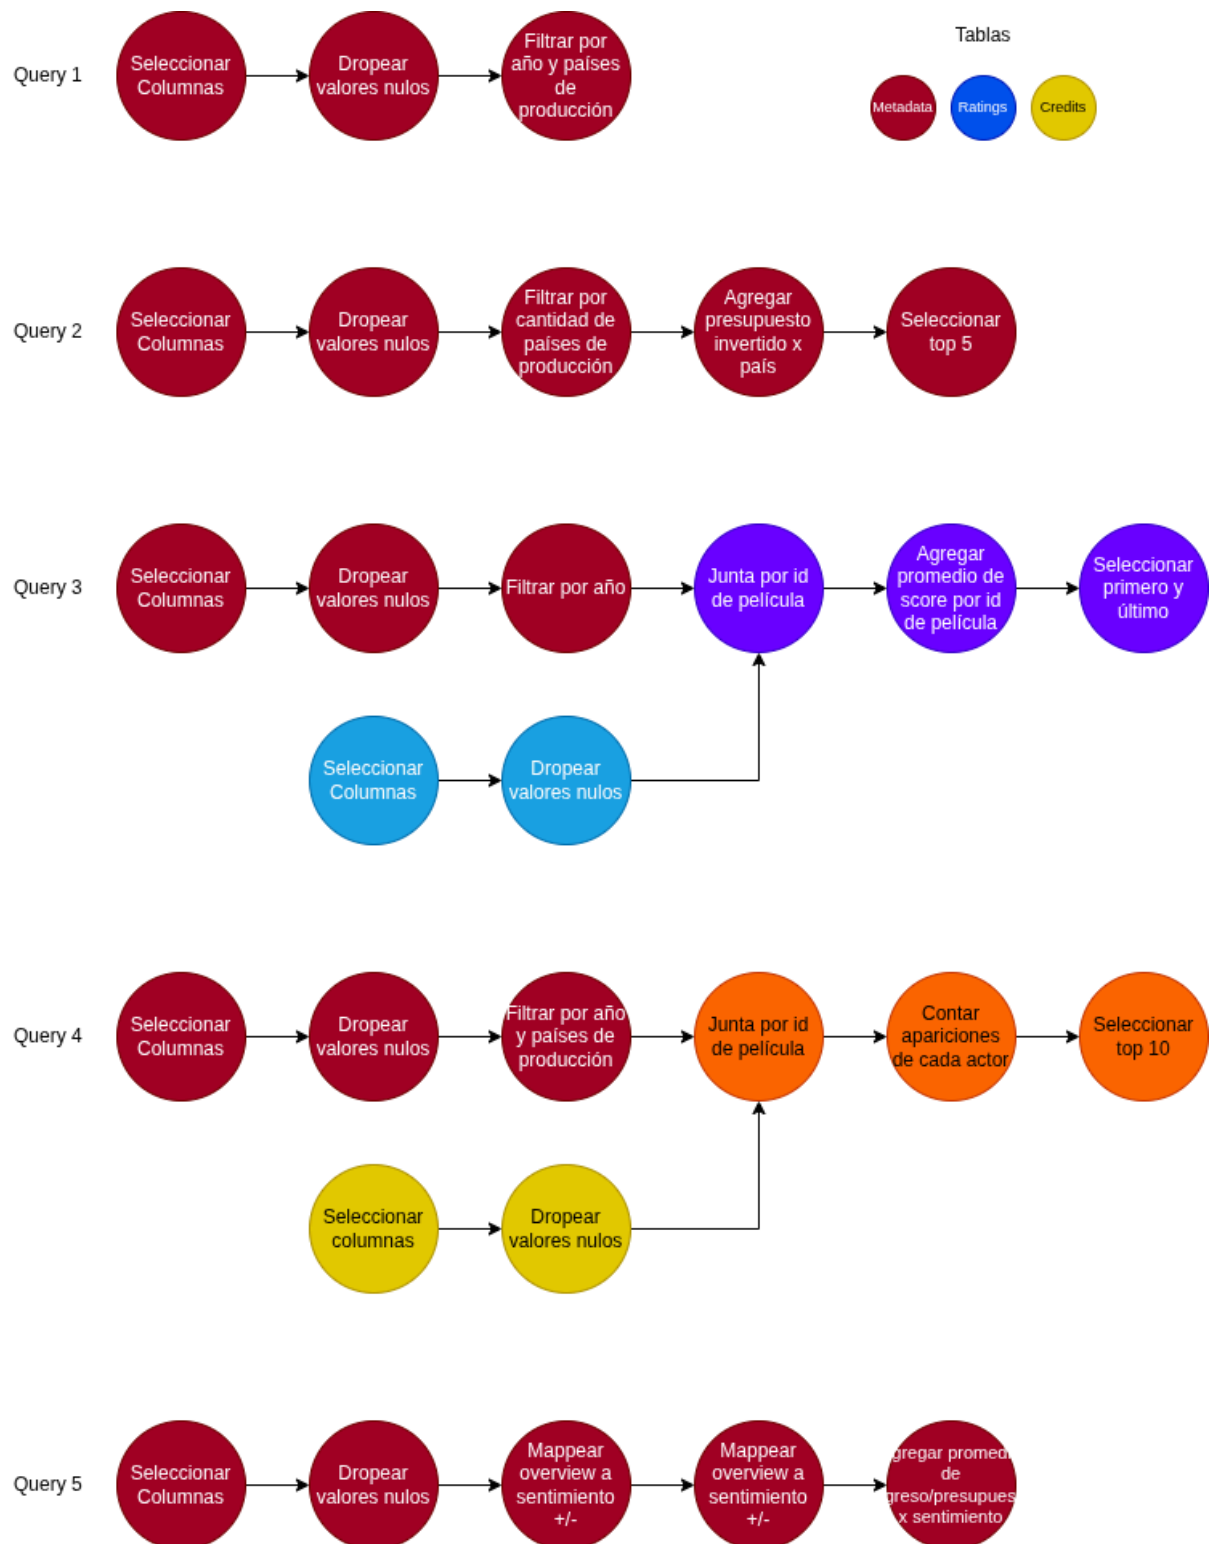 Tablas
Metadata
Ratings
Credits
Query 1
Seleccionar
Columnas
Dropear
valores nulos
Filtrar por
año y países
de
producción
Query 2
Seleccionar
Columnas
Dropear
valores nulos
Filtrar por
cantidad de
países de
producción
Agregar
presupuesto
invertido x
país
Seleccionar
top 5
Query 3
Seleccionar
Columnas
Dropear
valores nulos
Filtrar por año
Junta por id
de película
Agregar
promedio de
score por id
de película
Seleccionar
primero y
último
Seleccionar
Columnas
Dropear
valores nulos
Query 4
Seleccionar
Columnas
Dropear
valores nulos
Filtrar por año
y países de
producción
Junta por id
de película
Contar
apariciones
de cada actor
Seleccionar
top 10
Seleccionar
columnas
Dropear
valores nulos
Query 5
Seleccionar
Columnas
Dropear
valores nulos
Mappear
overview a
sentimiento
+/-
Mappear
overview a
sentimiento
+/-
gregar promedi
de
greso/presupues
x sentimiento